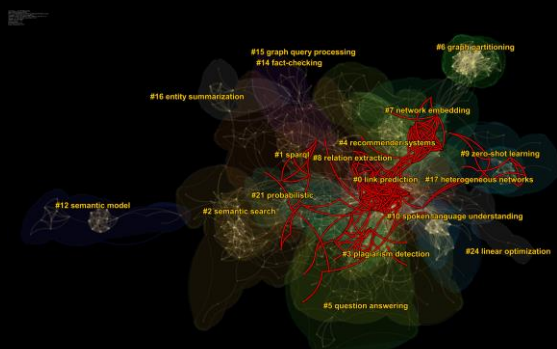 #6 graph partitioning
#15 graph query processing
#14 fact-checking
#16 entity summarization
#7 network embedding
#4 recommender systems
#1 sparql
#8 relation extraction
#9 zero-shot learning
#0 link prediction
#17 heterogeneous networks
#21 probabilistic
#12 semantic model
#2 semantic search
#10 spoken language understanding
#3 plagiarism detection
#24 linear optimization
#5 question answering